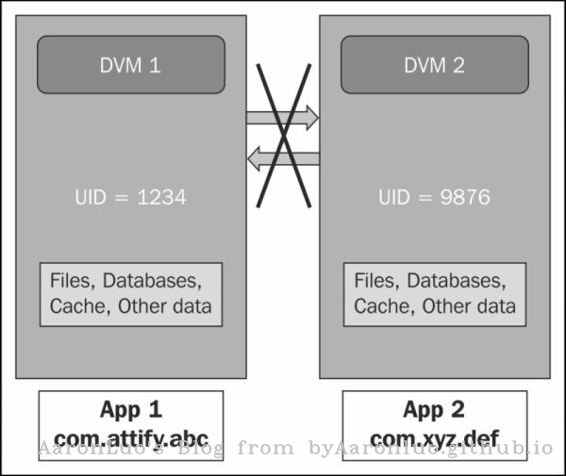 DVM 1
UID = 1234
Files, Databases,
Cache, Other data
App 1
com.attify.abc
DVM 2
UID = 9876
Files, Databases,
Cache, Other data
App 2
com.xyz.def
AaronLuo's Blog from byAaronluo.github.io